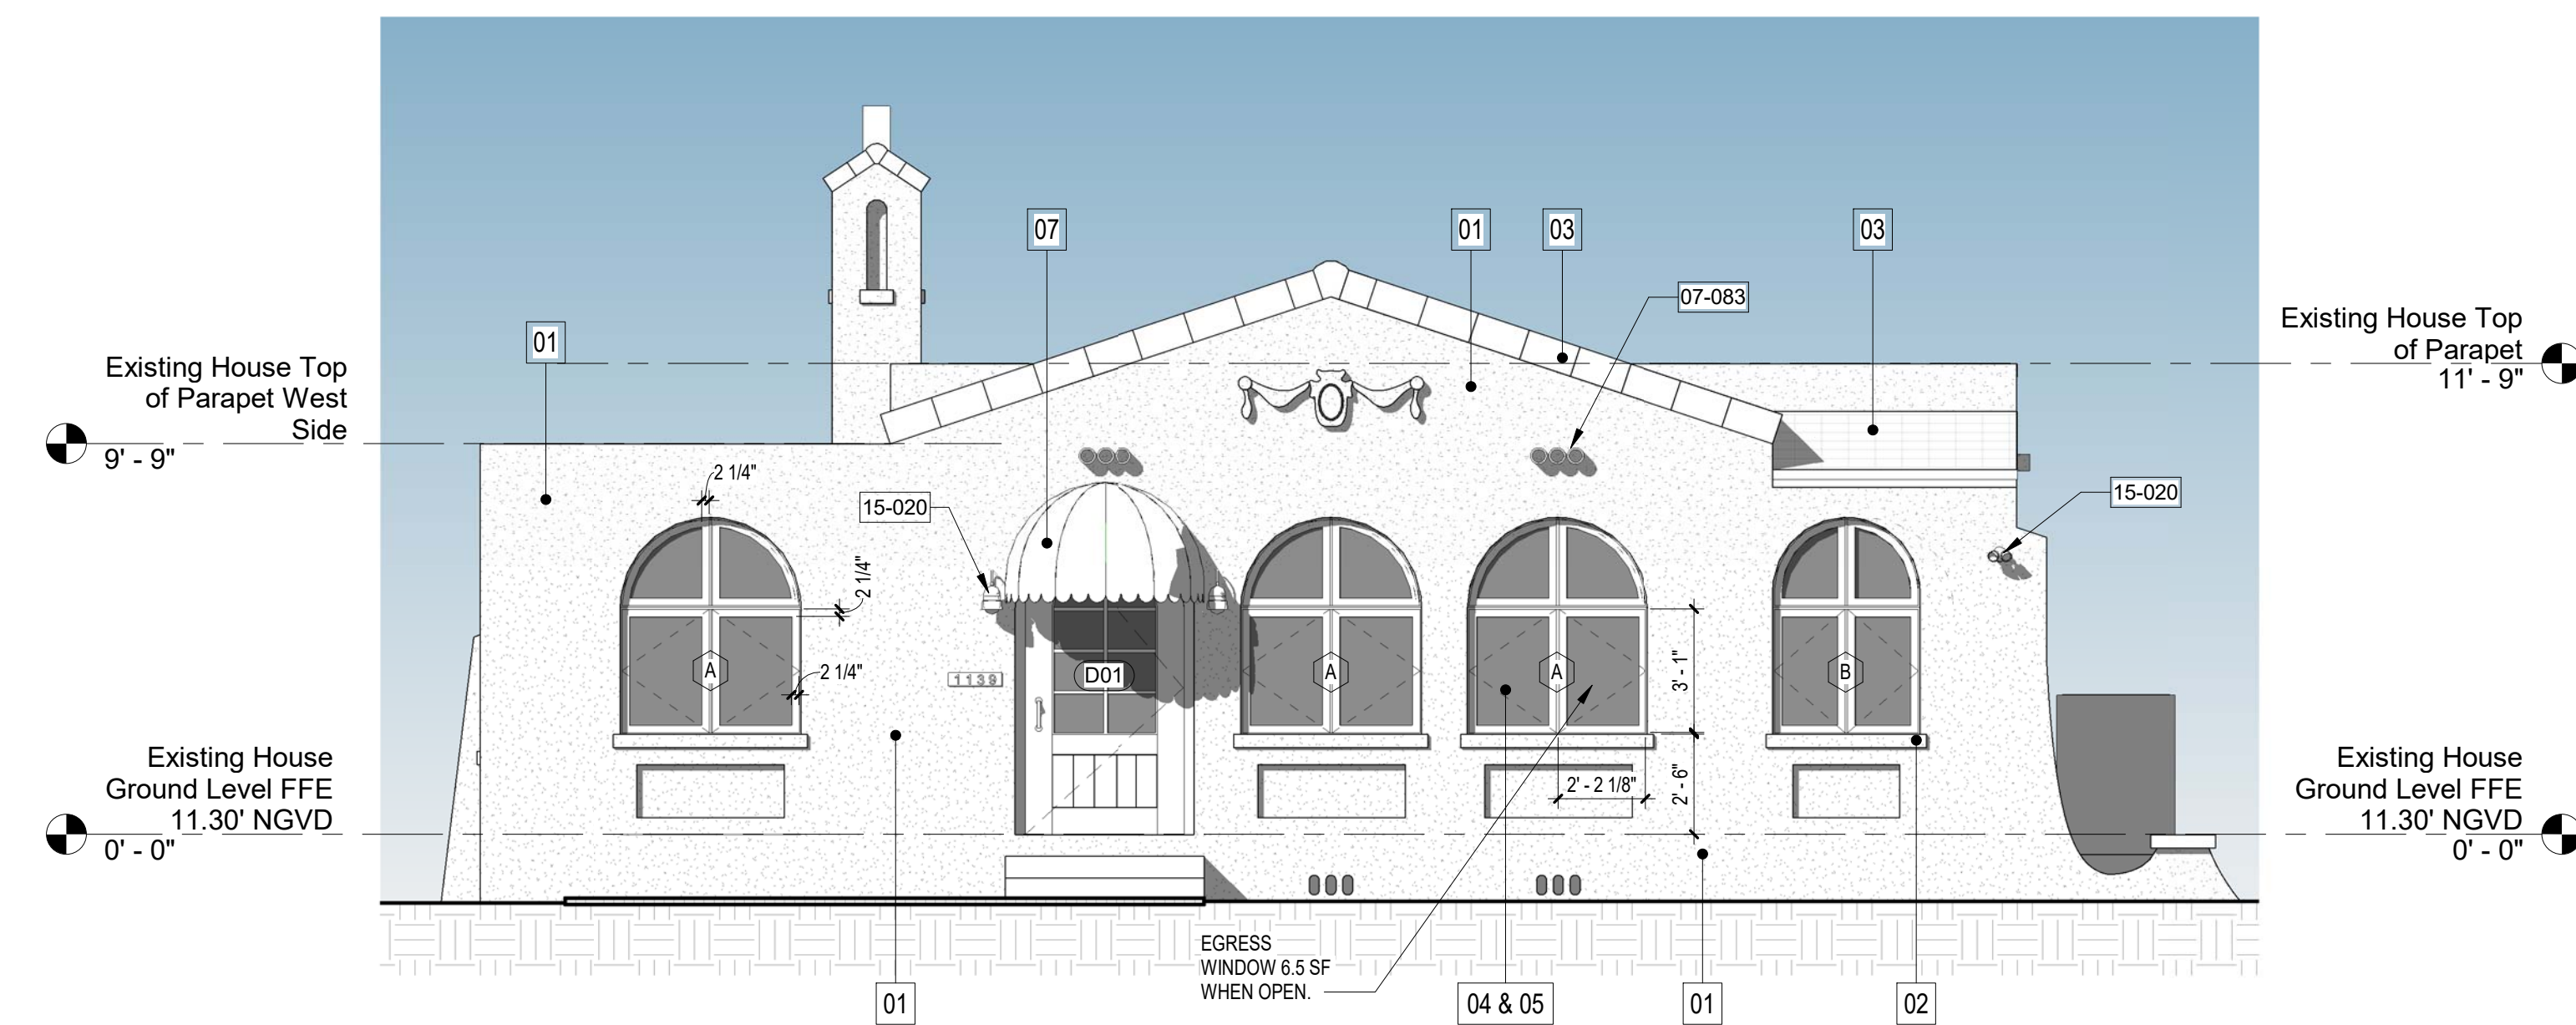 07
01
03
03
07-083
01
Existing House Top
of Parapet West
Side
9' - 9"
Existing House Top
of Parapet
11' - 9"
2 1/4"
15-020
15-020
2 1/4"
2 1/4"
A
1139
D01
A
A
B
3' - 1"
2' - 2 1/8"
2' - 6"
Existing House
Ground Level FFE
11.30' NGVD
0' - 0"
Existing House
Ground Level FFE
11.30' NGVD
0' - 0"
EGRESS
WINDOW 6.5 SF
WHEN OPEN.
01
04 & 05
01
02